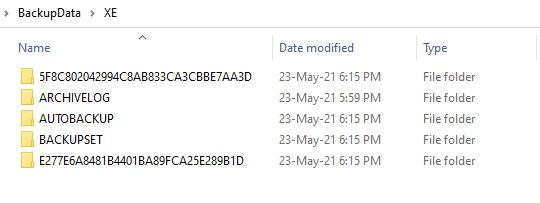 BackupData > XE
Name Date modified Type
5F8C802042994C8AB833CA3CBBE7AA3D 23-May-21 6:15 PM File folder
ARCHIVELOG 23-May-21 5:59 PM File folder
AUTOBACKUP 23-May-21 6:15 PM File folder
BACKUPSET 23-May-21 6:15 PM File folder
E277E6A8481B4401BA89FCA25E289B1D 23-May-21 6:15 PM File folder